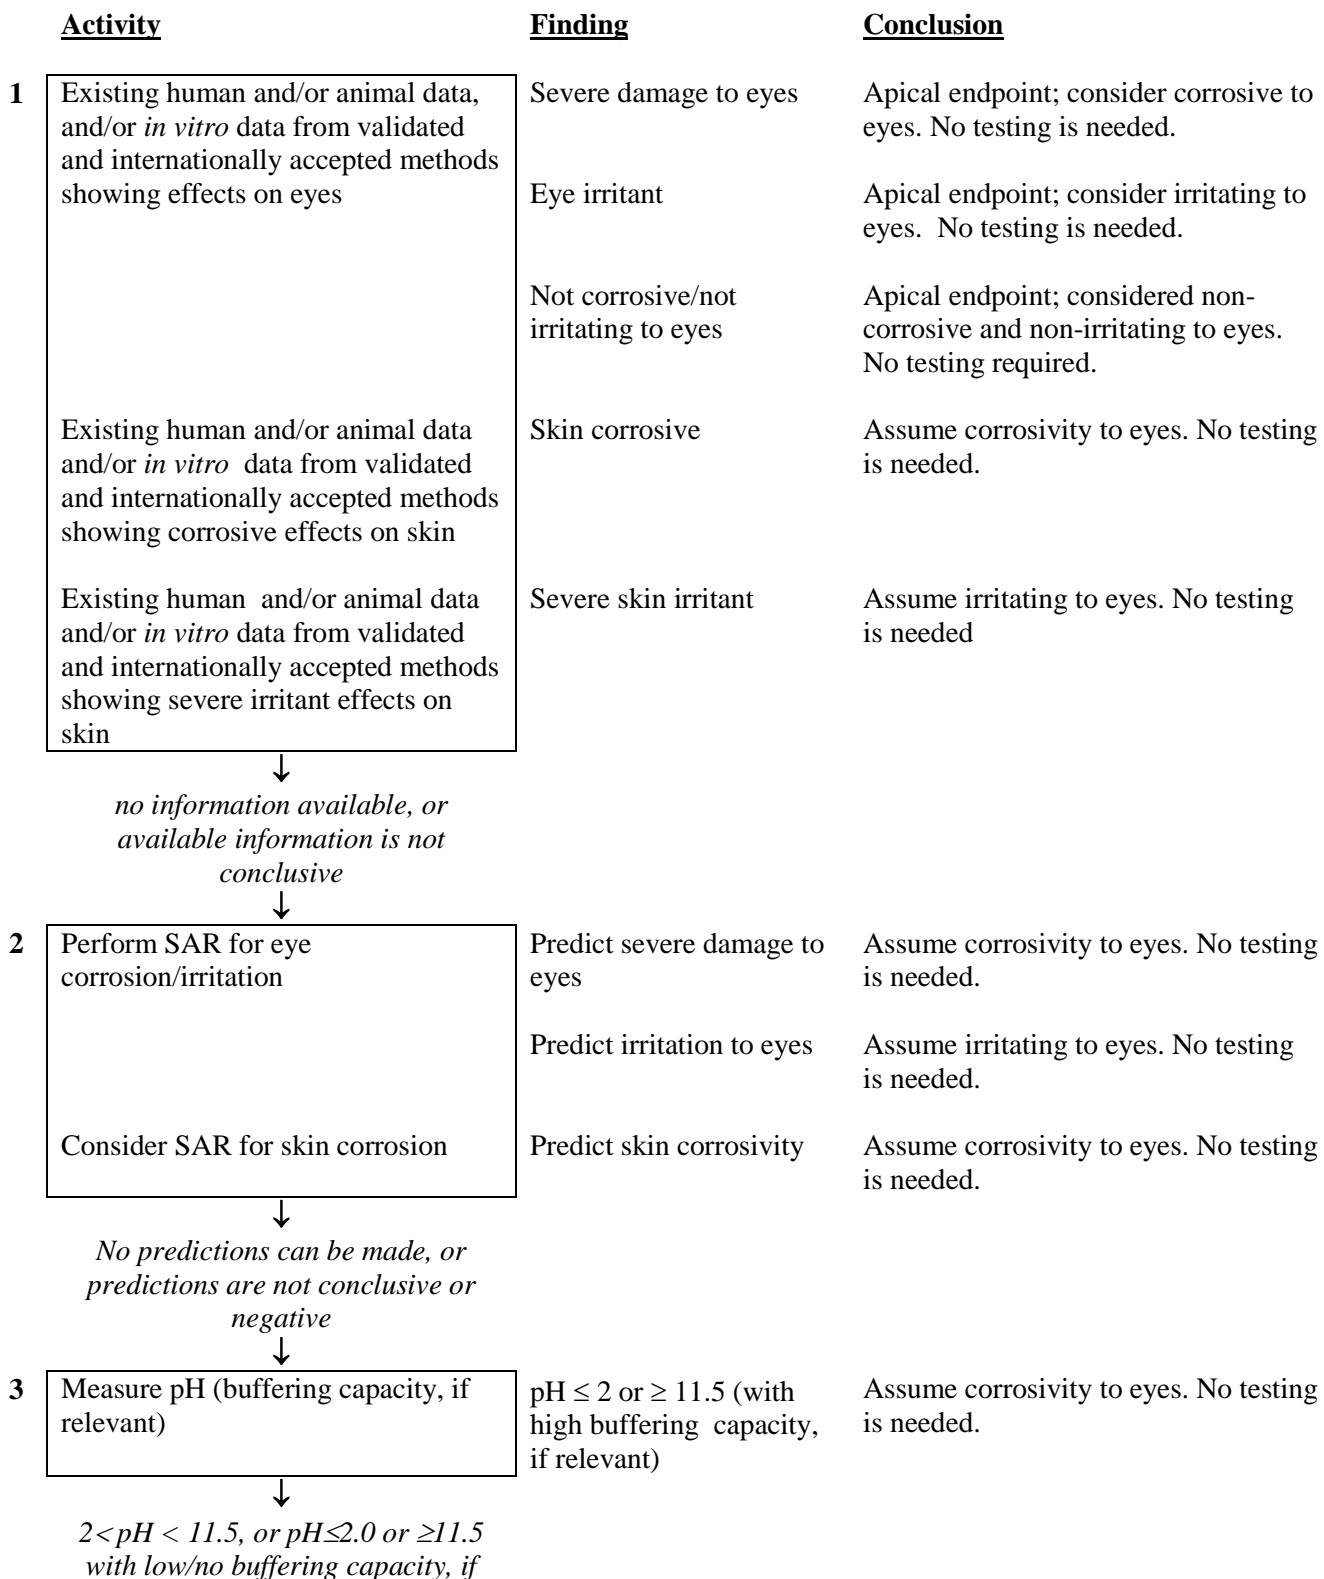 Activity Finding Conclusion
1 Existing human and/or animal data, Severe damage to eyes Apical endpoint; consider corrosive to
and/or in vitro data from validated eyes. No testing is needed.
and internationally accepted methods
showing effects on eyes Eye irritant Apical endpoint; consider irritating to
eyes. No testing is needed.
Not corrosive/not Apical endpoint; considered non-
irritating to eyes corrosive and non-irritating to eyes.
No testing required.
Existing human and/or animal data Skin corrosive Assume corrosivity to eyes. No testing
and/or in vitro data from validated is needed.
and internationally accepted methods
showing corrosive effects on skin
Existing human and/or animal data Severe skin irritant Assume irritating to eyes. No testing
and/or in vitro data from validated is needed
and internationally accepted methods
showing severe irritant effects on
skin
↓
no information available, or
available information is not
conclusive
↓
2 Perform SAR for eye Predict severe damage to Assume corrosivity to eyes. No testing
corrosion/irritation eyes is needed.
Predict irritation to eyes Assume irritating to eyes. No testing
is needed.
Consider SAR for skin corrosion Predict skin corrosivity Assume corrosivity to eyes. No testing
is needed.
↓
No predictions can be made, or
predictions are not conclusive or
negative
↓
3 Measure pH (buffering capacity, if pH ≤ 2 or ≥ 11.5 (with Assume corrosivity to eyes. No testing
relevant) high buffering capacity, is needed.
if relevant)
↓
2< pH < 11.5, or pH≤2.0 or ≥11.5
with low/no buffering capacity, if